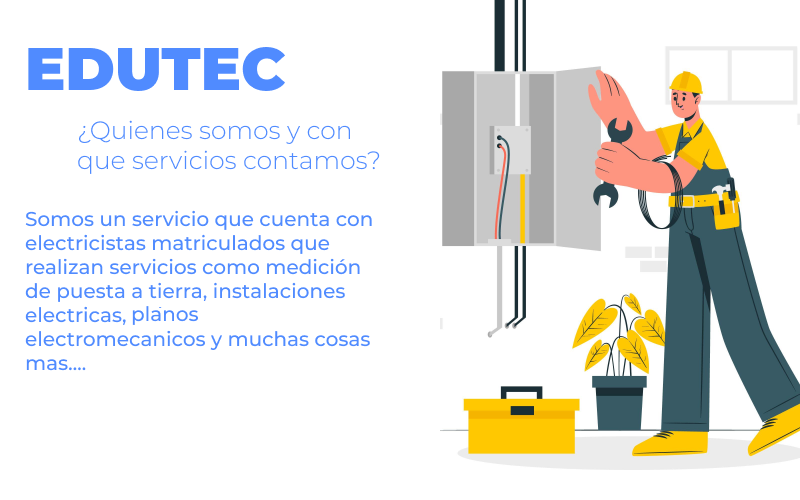 EDUTEC
¿Quienes somos y con
que servicios contamos?
Somos un servicio que cuenta con
electricistas matriculados que
realizan servicios como medición
de puesta a tierra, instalaciones
electricas, planos
electromecanicos y muchas cosas
mas....